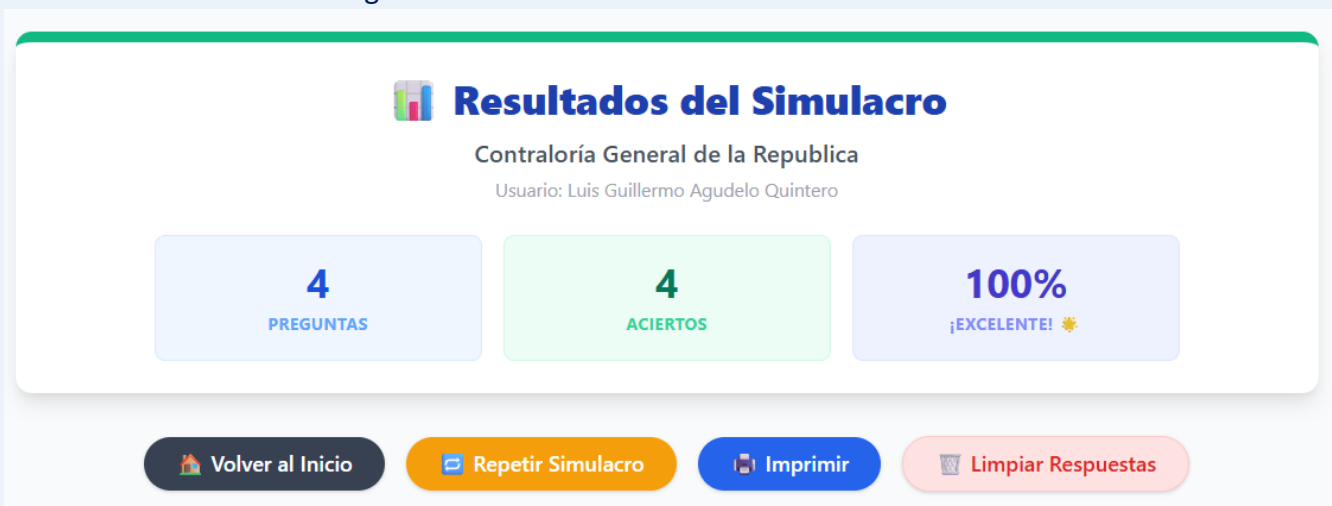 Resultados del Simulacro
Contraloría General de la Republica
Usuario: Luis Guillermo Agudelo Quintero
4
PREGUNTAS
4
ACIERTOS
100%
¡EXCELENTE!
Volver al Inicio
Repetir Simulacro
Imprimir
Limpiar Respuestas